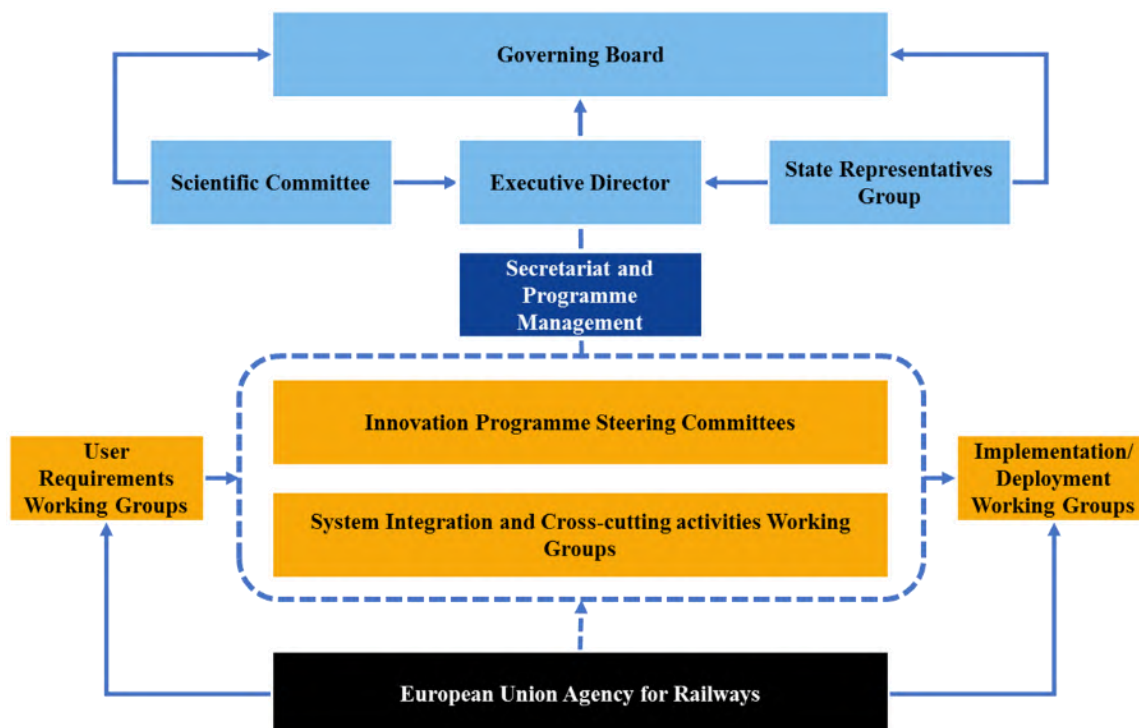 Governing Board
Scientific Committee
Executive Director
State Representatives
Group
Secretariat and
Programme
Management
Innovation Programme Steering Committees
User
Requirements
Working Groups
Implementation/
Deployment
Working Groups
System Integration and Cross-cutting activities Working
Groups
European Union Agency for Railways